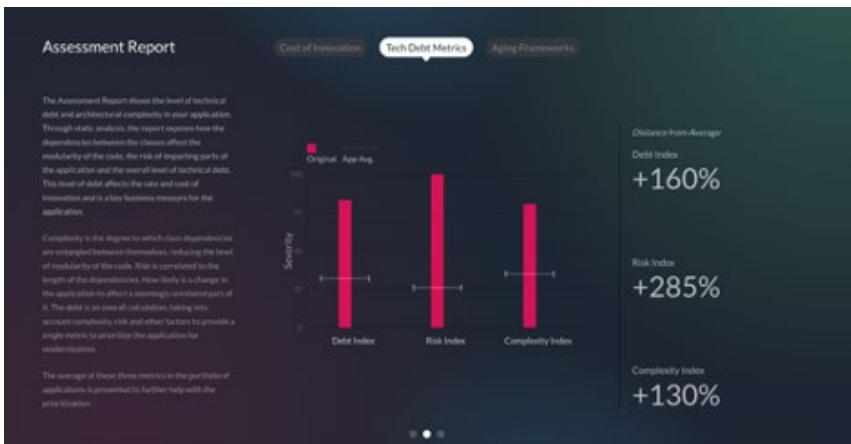 Assessment Report
Cost of Innovation
Tech Debt Metrics
Aging Frameworks
The Assessment Report shows the level of technical
debt and architectural complexity in your application.
Through static analysis, the report exposes how the
dependencies between the classes affect the
modularity of the code, the risk of impacting parts of
the application and the overall level of technical debt.
This level of debt affects the rate and cost of
innovation and is a key business measure for the
application.
Complexity is the degree to which class dependencies
are entangled between themselves, reducing the level
of modularity of the code. Risk is correlated to the
length of the dependencies. How likely is a change in
the application to affect a seemingly unrelated part of
it. The debt is an overall calculation, taking into
account complexity, risk and other factors to provide a
single metric to prioritize the application for
modernization.
The average of these three metrics in the portfolio of
applications is presented to further help with the
prioritization.
Original App Avg.
Severity
100
75
50
25
0
Debt Index
Risk Index
Complexity Index
Distance from Average
Debt Index
+160%
Risk Index
+285%
Complexity Index
+130%